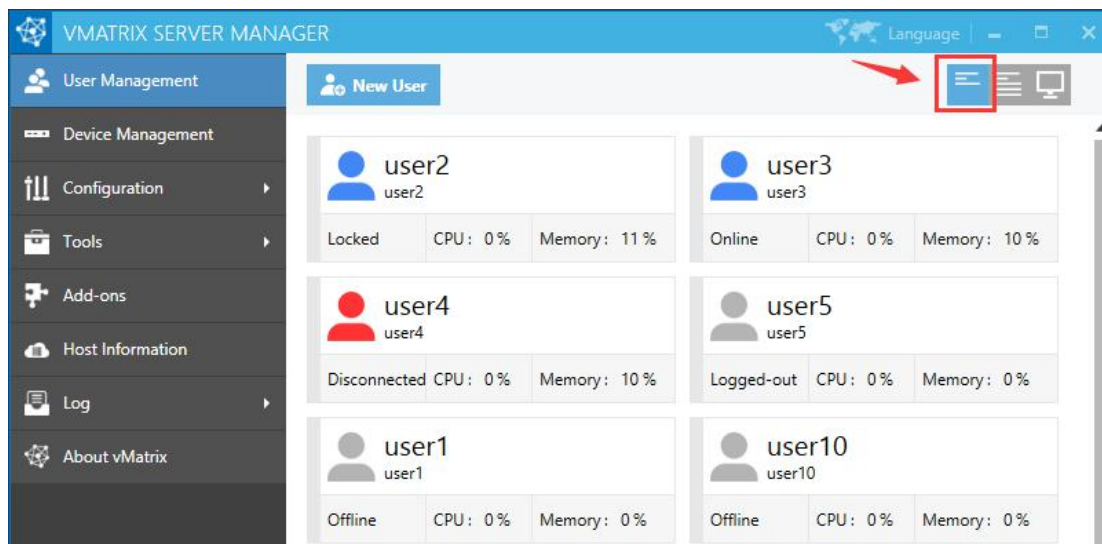 VMATRIX SERVER MANAGER
Language
User Management
Device Management
Configuration
Tools
Add-ons
Host Information
Log
About vMatrix
New User
user2
user2
Locked CPU: 0% Memory: 11%
user3
user3
Online CPU: 0% Memory: 10%
user4
user4
Disconnected CPU: 0% Memory: 10%
user5
user5
Logged-out CPU: 0% Memory: 0%
user1
user1
Offline CPU: 0% Memory: 0%
user10
user10
Offline CPU: 0% Memory: 0%